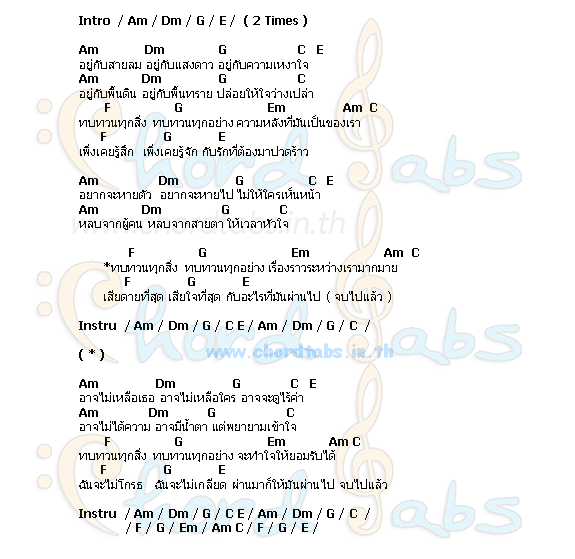 Intro / Am / Dm / G / E / ( 2 Times )
Am Dm G C E
อยู่กับสายลม อยู่กับแสงดาว อยู่กับความเหงาใจ
Am Dm G C
อยู่กับพื้นดิน อยู่กับพื้นทราย ปล่อยให้ใจว่างเปล่า
F G Em Am C
ทบทวนทุกสิ่ง ทบทวนทุกอย่าง ความหลังที่มันเป็นของเรา
F G E
เพิ่งเคยรู้สึก เพิ่งเคยรู้จัก กับรักที่ต้องมาปวดร้าว
Am Dm G C E
อยากจะหายตัว อยากจะหายไป ไม่ให้ใครเห็นหน้า
Am Dm G C
หลบจากผู้คน หลบจากสายตา ให้เวลาหัวใจ
F G Em Am C
*ทบทวนทุกสิ่ง ทบทวนทุกอย่าง เรื่องราวระหว่างเรามากมาย
F G E
เสียดายที่สุด เสียใจที่สุด กับอะไรที่มันผ่านไป ( จบไปแล้ว )
Instru / Am / Dm / G / C E / Am / Dm / G / C /
www.chordtabs.in.th
( * )
Am Dm G C E
อาจไม่เหลือเธอ อาจไม่เหลือใคร อาจจะดูไร้ค่า
Am Dm G C
อาจไม่ได้ความ อาจมีน้ำตา แต่พยายามเข้าใจ
F G Em Am C
ทบทวนทุกสิ่ง ทบทวนทุกอย่าง จะทำใจให้ยอมรับได้
F G E
ฉันจะไม่โกรธ ฉันจะไม่เกลียด ผ่านมาก็ให้มันผ่านไป จบไปแล้ว
Instru / Am / Dm / G / C E / Am / Dm / G / C /
/ F / G / Em / Am C / F / G / E /